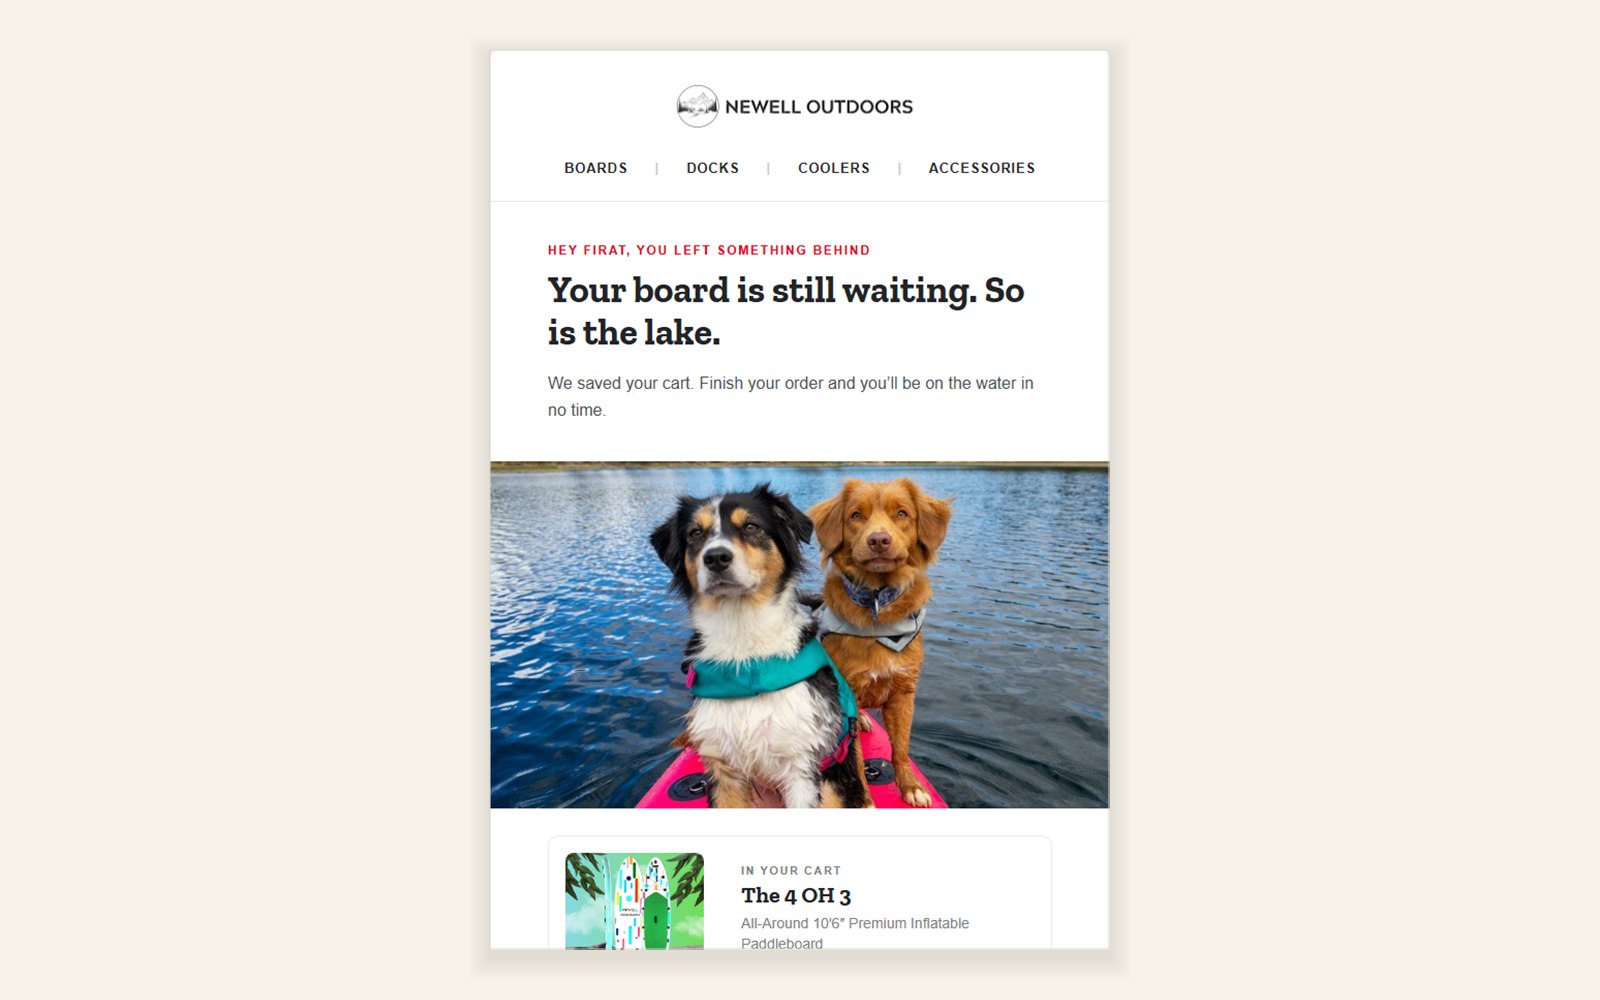 NEWELL OUTDOORS
BOARDS | DOCKS | COOLERS | ACCESSORIES
HEY FIRAT, YOU LEFT SOMETHING BEHIND
Your board is still waiting. So
is the lake.
We saved your cart. Finish your order and you’ll be on the water in
no time.
IN YOUR CART
The 4 OH 3
All-Around 10'6" Premium Inflatable
Paddleboard
NEWELL